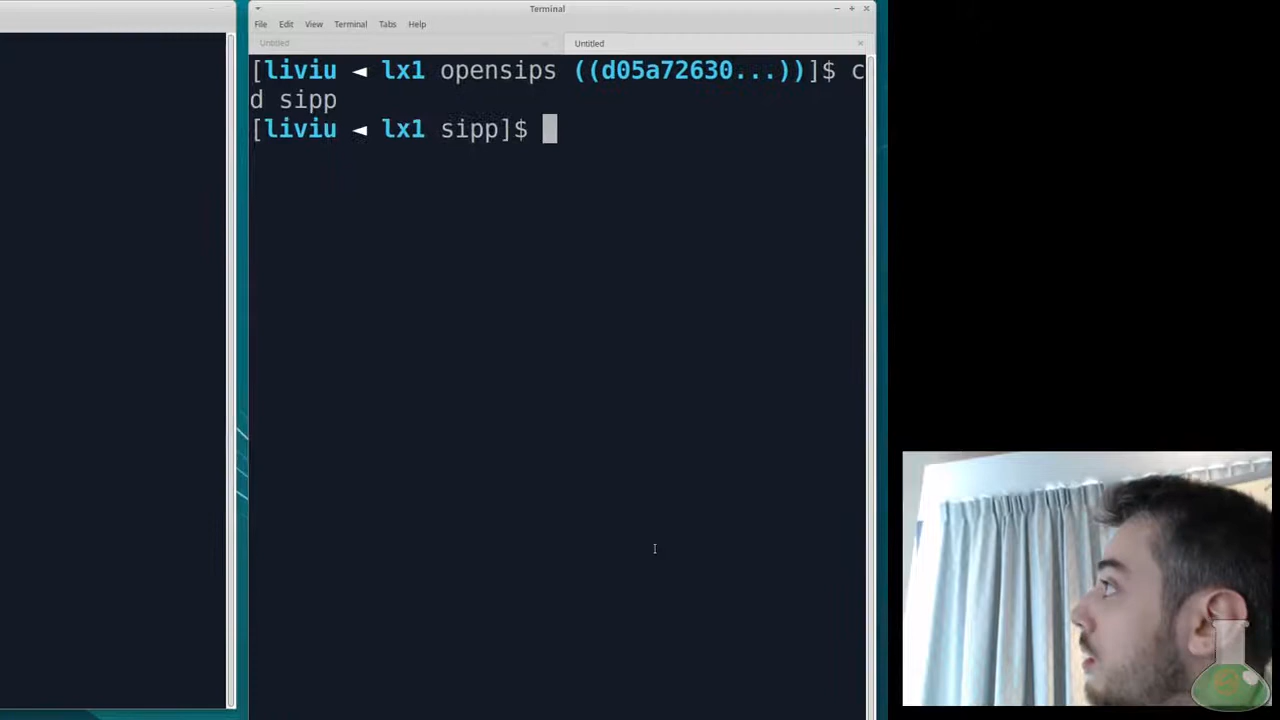 Terminal
File Edit View Terminal Tabs Help
Untitled Untitled
[liviu ◄ lx1 opensips ((d05a72630...))]$ c
d sipp
[liviu ◄ lx1 sipp]$